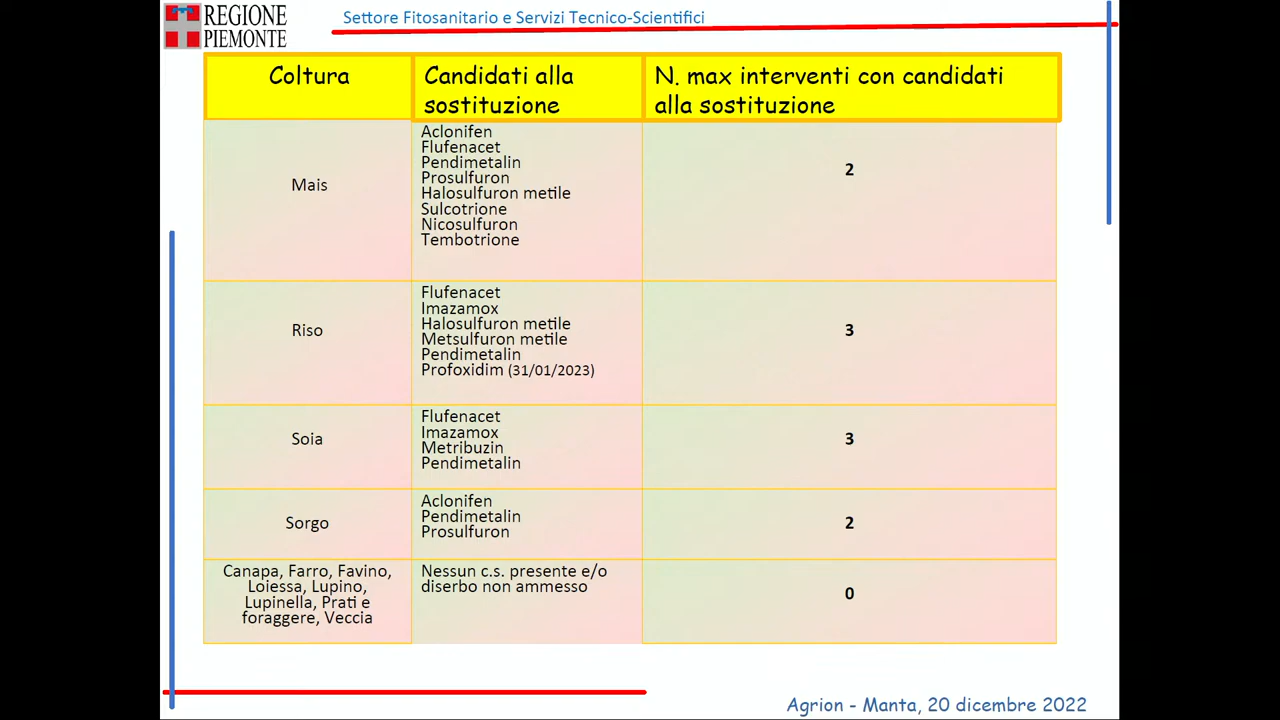 REGIONE
PIEMONTE
Settore Fitosanitario e Servizi Tecnico-Scientifici
Coltura
Candidati alla
sostituzione
N. max interventi con candidati
alla sostituzione
Mais
Aclonifen
Flufenacet
Pendimetalin
Prosulfuron
Halosulfuron metile
Sulcotrione
Nicosulfuron
Tembotrione
2
Riso
Flufenacet
Imazamox
Halosulfuron metile
Metsulfuron metile
Pendimetalin
Profoxidim (31/01/2023)
3
Soia
Flufenacet
Imazamox
Metribuzin
Pendimetalin
3
Sorgo
Aclonifen
Pendimetalin
Prosulfuron
2
Canapa, Farro, Favino,
Loiessa, Lupino,
Lupinella, Prati e
foraggere, Veccia
Nessun c.s. presente e/o
diserbo non ammesso
0
Agrion - Manta, 20 dicembre 2022